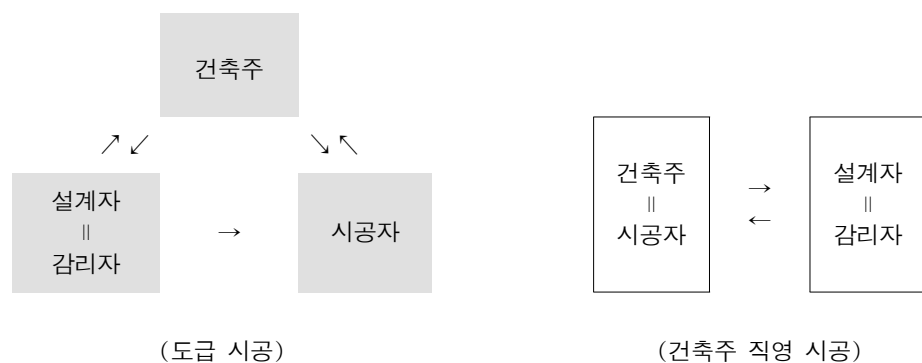 건축주
↗ ↙
↘ ↖
설계자
॥
감리자
→
시공자
(도급 시공)
건축주
॥
시공자
→
←
설계자
॥
감리자
(건축주 직영 시공)